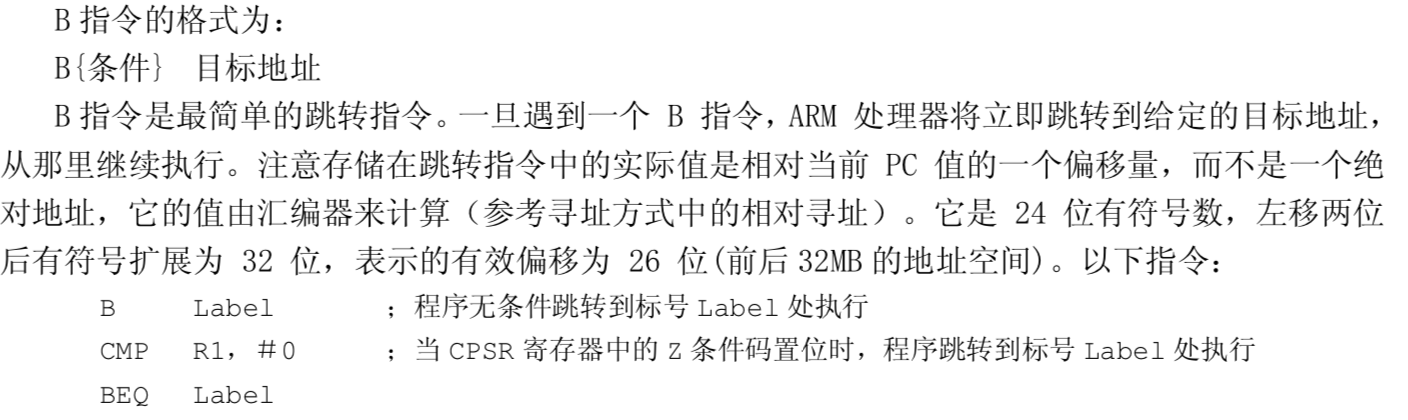 B 指令的格式为：
B{条件} 目标地址
B 指令是最简单的跳转指令。一旦遇到一个 B 指令，ARM 处理器将立即跳转到给定的目标地址，
从那里继续执行。注意存储在跳转指令中的实际值是相对当前 PC 值的一个偏移量，而不是一个绝
对地址，它的值由汇编器来计算（参考寻址方式中的相对寻址）。它是 24 位有符号数，左移两位
后有符号扩展为 32 位，表示的有效偏移为 26 位(前后 32MB 的地址空间)。以下指令：
B Label ；程序无条件跳转到标号 Label 处执行
CMP R1，＃0 ；当 CPSR 寄存器中的 Z 条件码置位时，程序跳转到标号 Label 处执行
BEQ Label